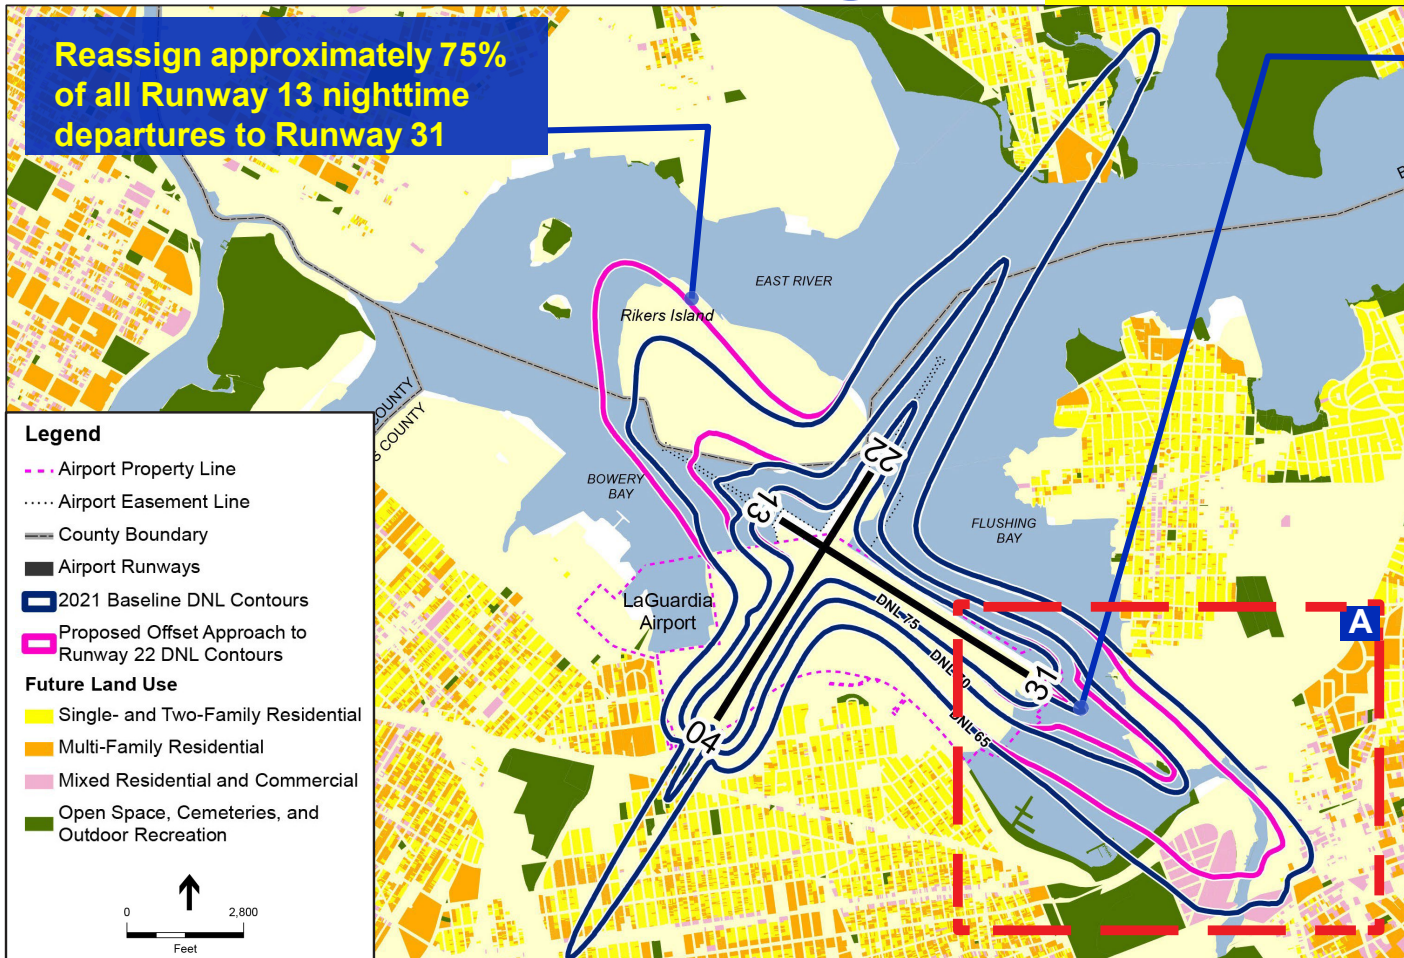 Reassign approximately 75%
of all Runway 13 nighttime
departures to Runway 31
EAST RIVER
Rikers Island
COUNTY
S COUNTY
BOWERY
BAY
22
13
FLUSHING
BAY
LaGuardia
Airport
DNL 75
DNL 70
DNL 65
31
04
A
Legend
Airport Property Line
Airport Easement Line
County Boundary
Airport Runways
2021 Baseline DNL Contours
Proposed Offset Approach to
Runway 22 DNL Contours
Future Land Use
Single- and Two-Family Residential
Multi-Family Residential
Mixed Residential and Commercial
Open Space, Cemeteries, and
Outdoor Recreation
0 2,800
Feet